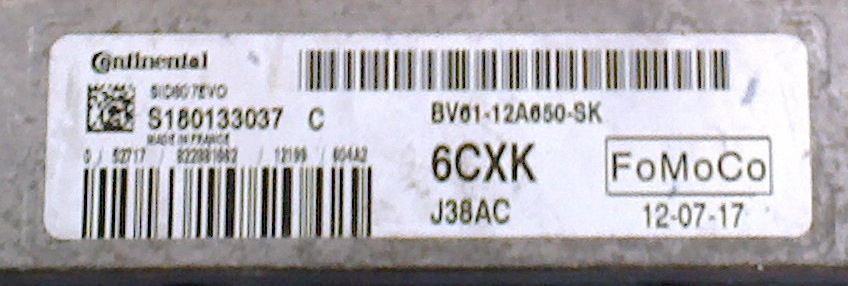 Continental
SID807EVO
S180133037 C
MADE IN FRANCE
BV61-12A650-SK
6CXK
FoMoCo
J38AC
12-07-17